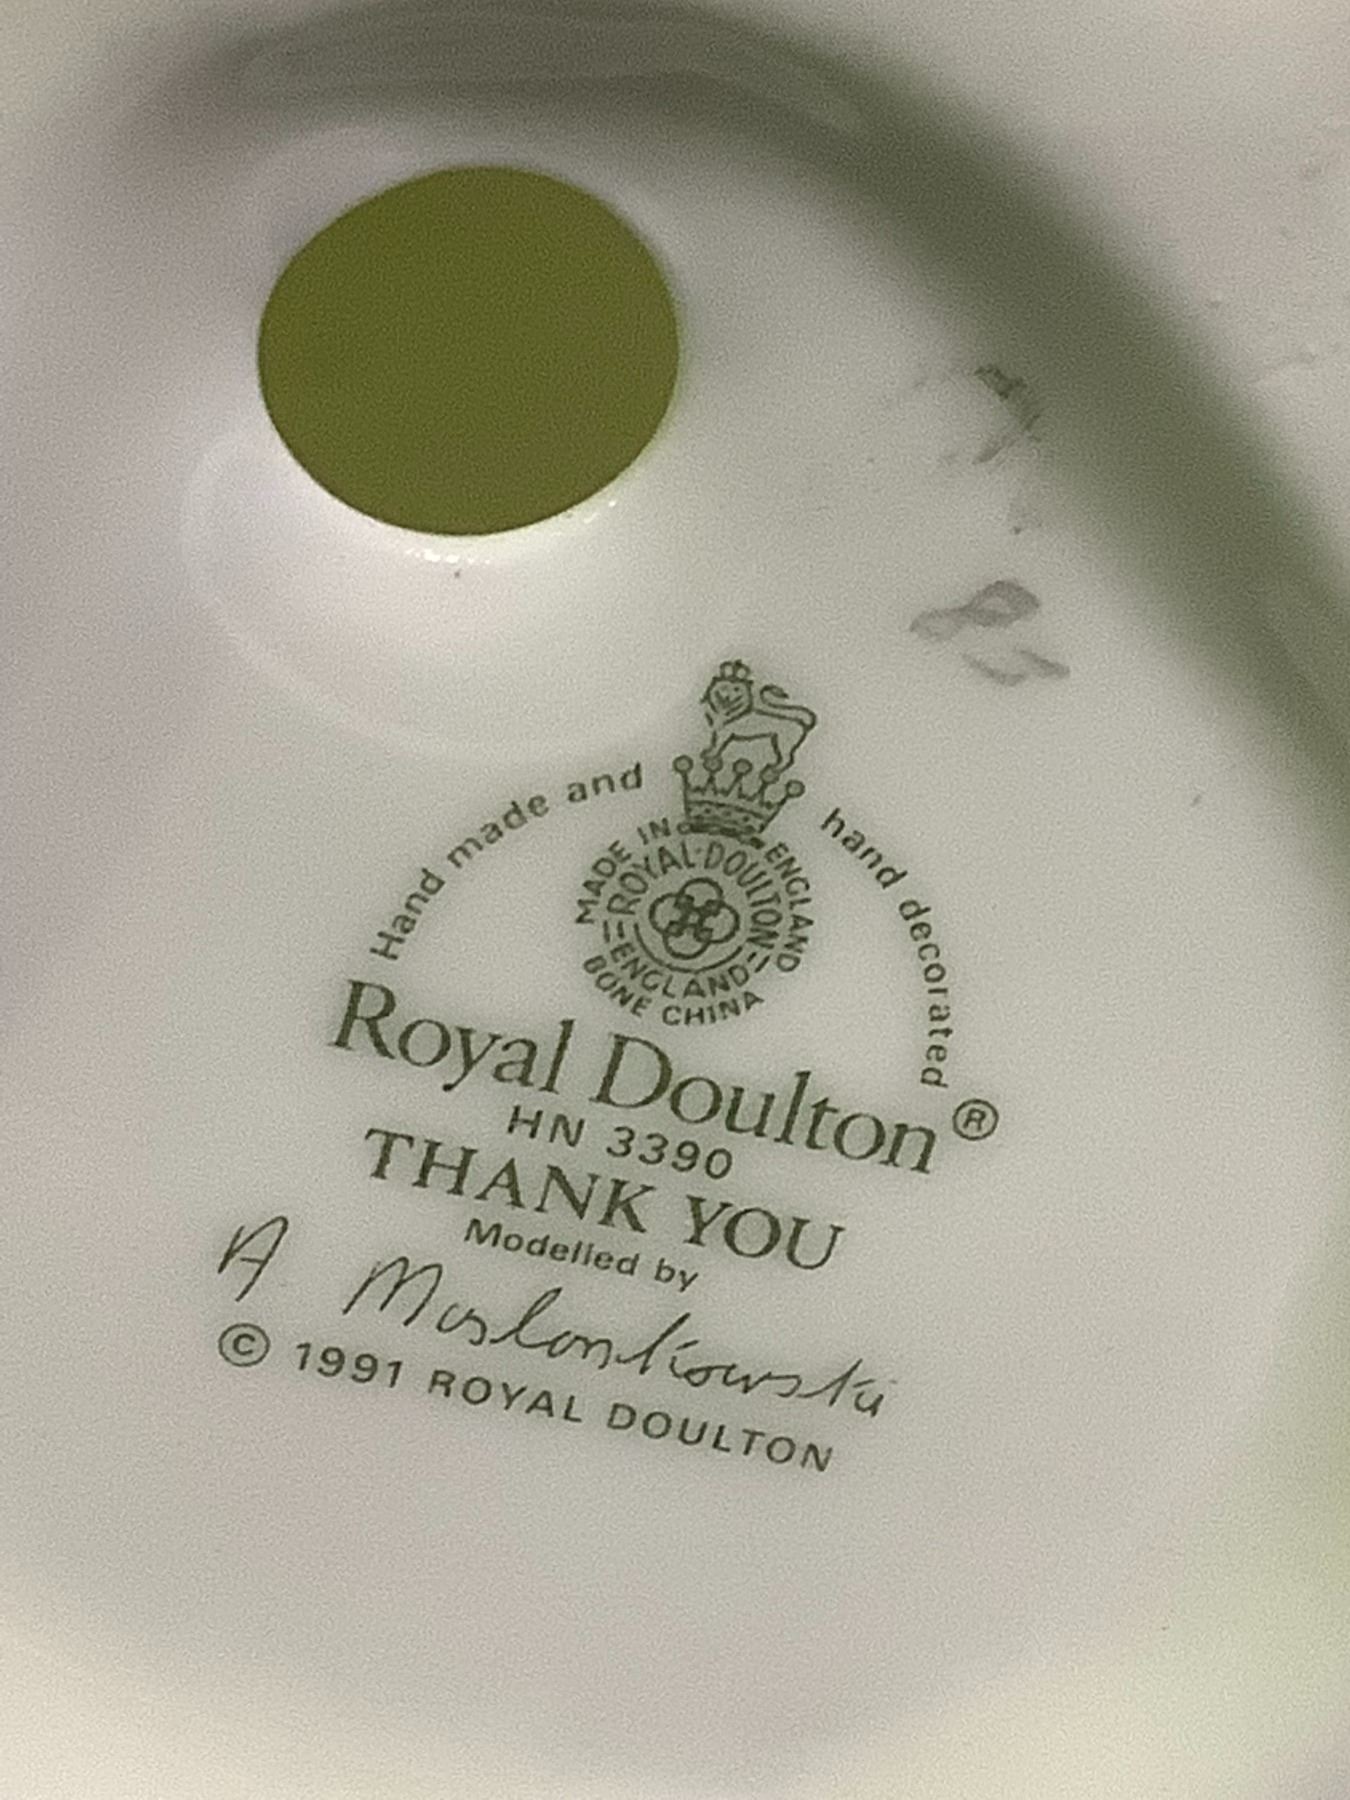 Hand made and hand decorated
MADE IN ENGLAND
ROYAL·DOULTON
ENGLAND
BONE CHINA
Royal Doulton®
HN 3390
THANK YOU
Modelled by
A Maslankowski
© 1991 ROYAL DOULTON